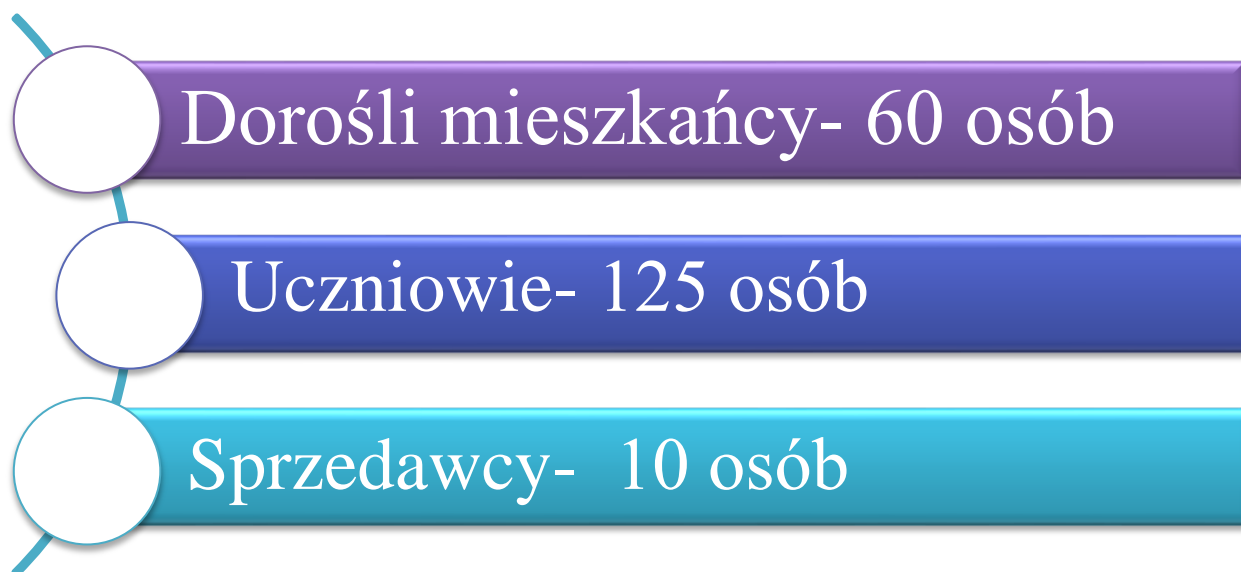 Dorośli mieszkańcy- 60 osób
Uczniowie- 125 osób
Sprzedawcy- 10 osób